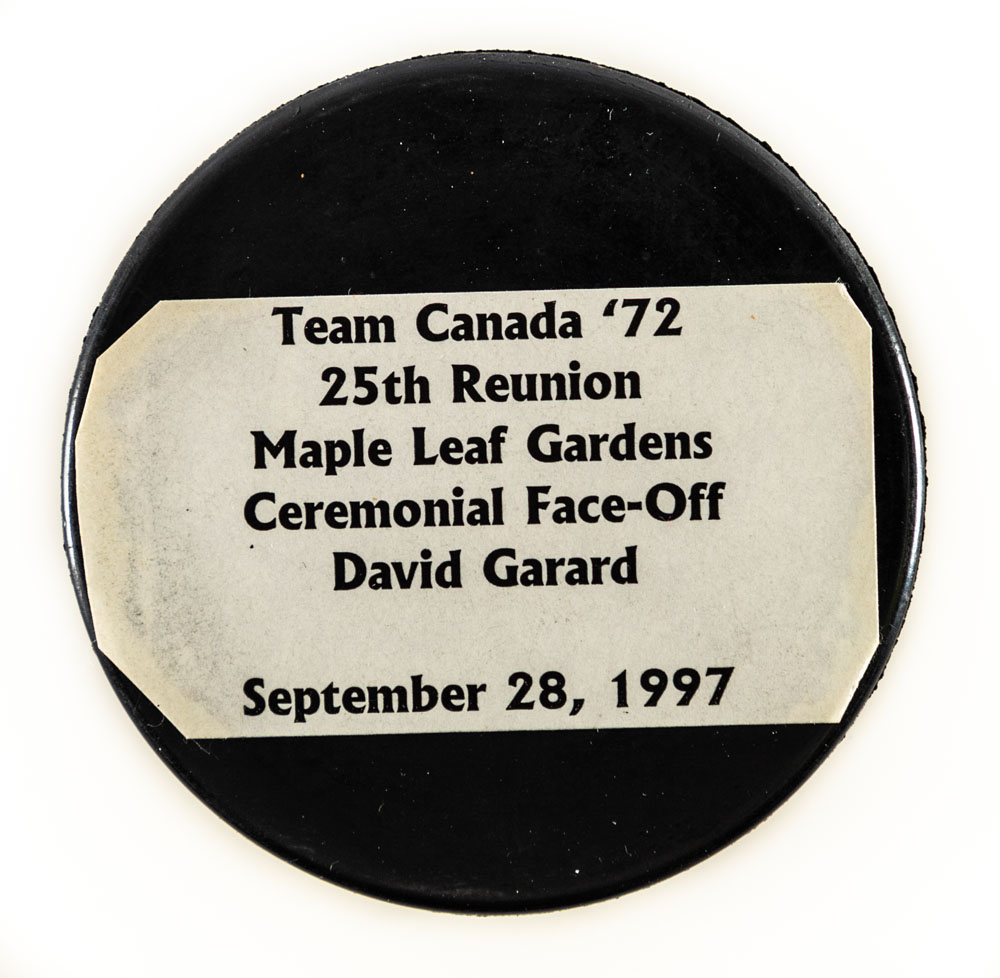 Team Canada ‘72
25th Reunion
Maple Leaf Gardens
Ceremonial Face-Off
David Garard
September 28, 1997